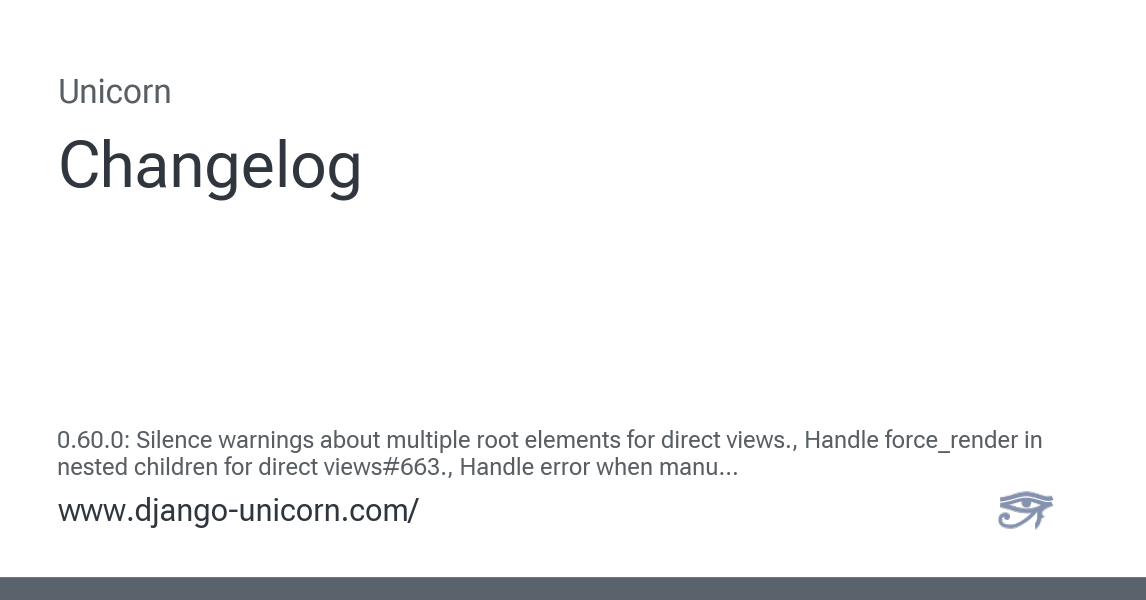 Unicorn
Changelog
0.60.0: Silence warnings about multiple root elements for direct views., Handle force_render in
nested children for direct views#663., Handle error when manu...
www.django-unicorn.com/